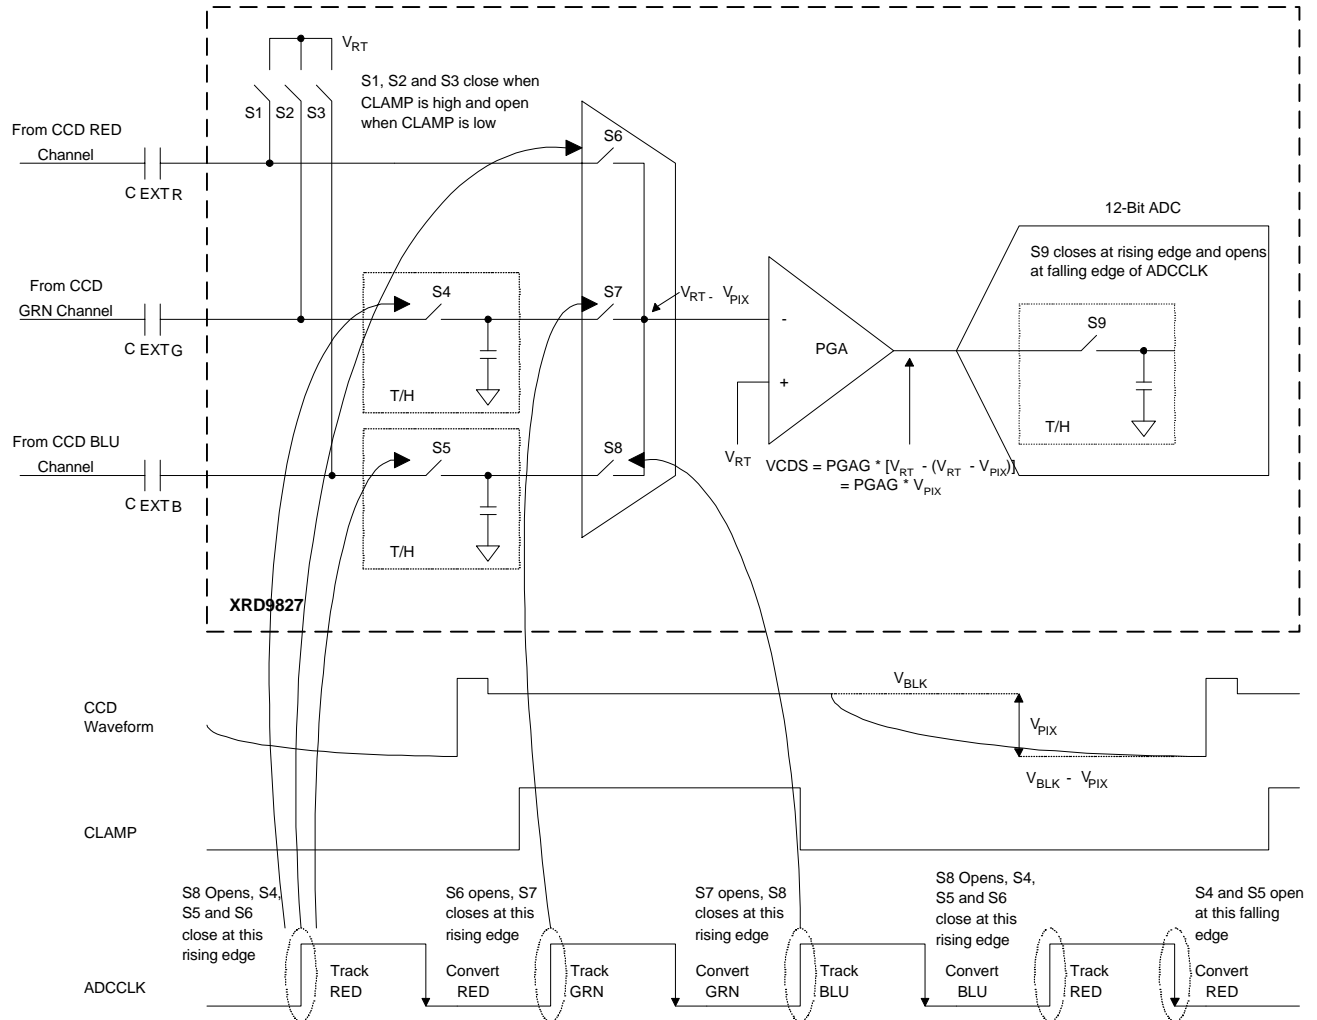 VRT
S1, S2 and S3 close when
CLAMP is high and open
when CLAMP is low
S1 S2 S3
From CCD RED
Channel
C EXT R
S6
12-Bit ADC
S9 closes at rising edge and opens
at falling edge of ADCCLK
From CCD
GRN Channel
C EXT G
S4
T/H
S7
VRT - VPIX
-
PGA
+
VRT
S9
T/H
VCDS = PGAG * [VRT - (VRT - VPIX)]
= PGAG * VPIX
From CCD BLU
Channel
C EXT B
S5
T/H
S8
XRD9827
CCD
Waveform
VBLK
VPIX
VBLK - VPIX
CLAMP
S8 Opens, S4,
S5 and S6
close at this
rising edge
S6 opens, S7
closes at this
rising edge
S7 opens, S8
closes at this
rising edge
S8 Opens, S4,
S5 and S6
close at this
rising edge
S4 and S5 open
at this falling
edge
ADCCLK
Track
RED
Convert
RED
Track
GRN
Convert
GRN
Track
BLU
Convert
BLU
Track
RED
Convert
RED